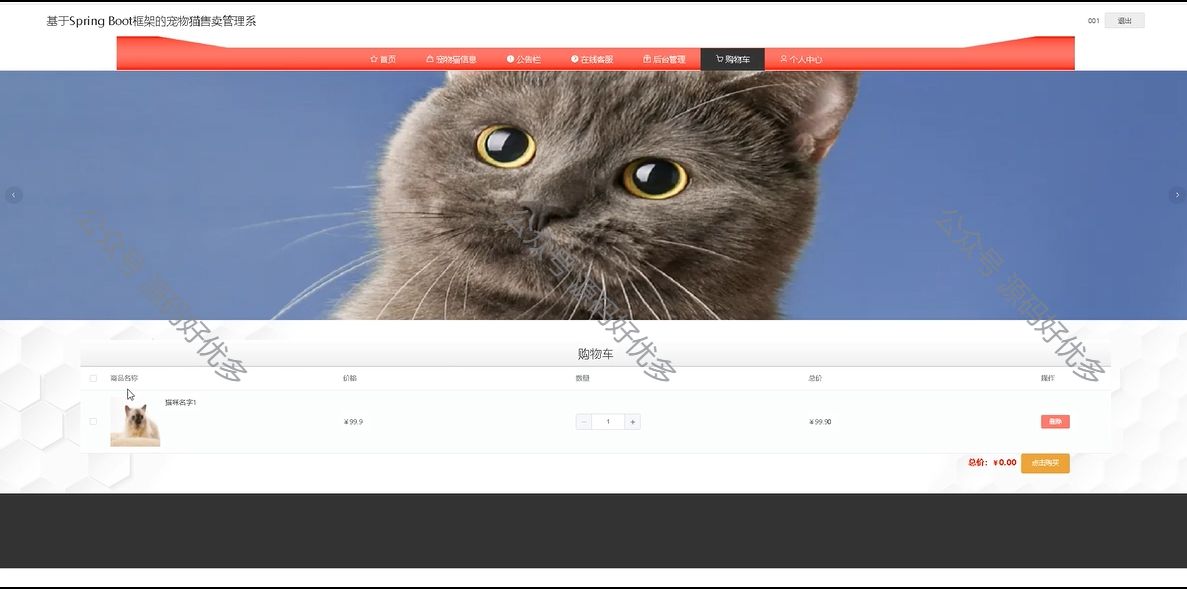 基于Spring Boot框架的宠物猫售卖管理系
001 退出
首页 宠物猫信息 公告栏 在线客服 后台管理 购物车 个人中心
公众号 源码好优多
公众号 源码好优多
公众号 源码好优多
购物车
商品名称 价格 数量 总价 操作
猫咪名字1
￥99.9 − 1 + ￥99.90 删除
总价：￥0.00 点击购买